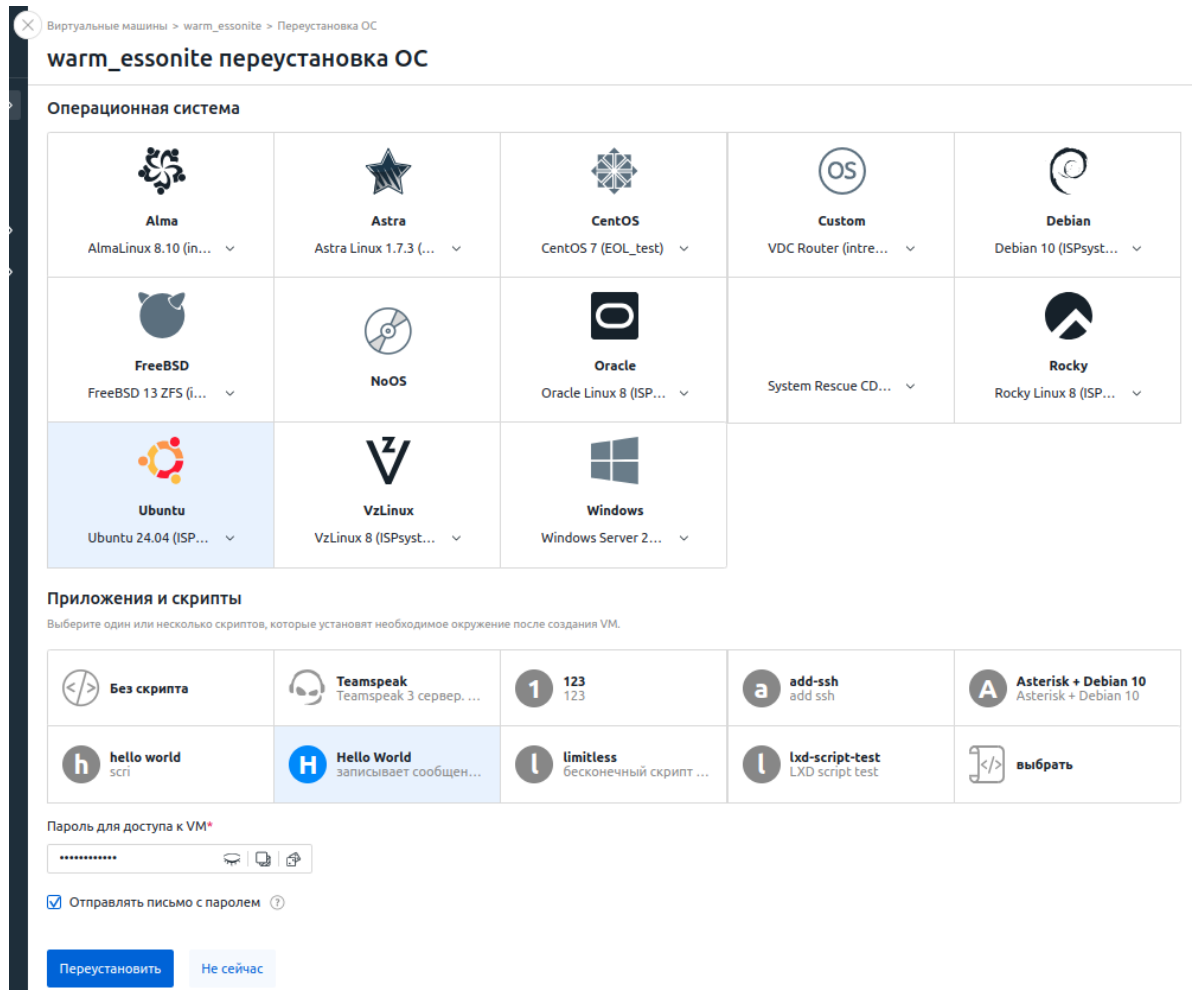 Виртуальные машины > warm_essonite > Переустановка ОС
warm_essonite переустановка ОС
Операционная система
Alma
AlmaLinux 8.10 (in...
Astra
Astra Linux 1.7.3 (...
CentOS
CentOS 7 (EOL_test)
OS
Custom
VDC Router (intre...
Debian
Debian 10 (ISPsyst...
FreeBSD
FreeBSD 13 ZFS (i...
NoOS
Oracle
Oracle Linux 8 (ISP...
System Rescue CD...
Rocky
Rocky Linux 8 (ISP...
Ubuntu
Ubuntu 24.04 (ISP...
VzLinux
VzLinux 8 (ISPsyst...
Windows
Windows Server 2...
Приложения и скрипты
Выберите один или несколько скриптов, которые установят необходимое окружение после создания VM.
Без скрипта
Teamspeak
Teamspeak 3 сервер. ...
1
123
123
a
add-ssh
add ssh
A
Asterisk + Debian 10
Asterisk + Debian 10
h
hello world
scri
H
Hello World
записывает сообщен...
l
limitless
бесконечный скрипт ...
l
lxd-script-test
LXD script test
выбрать
Пароль для доступа к VM*
••••••••••••
Отправлять письмо с паролем ?
Переустановить
Не сейчас